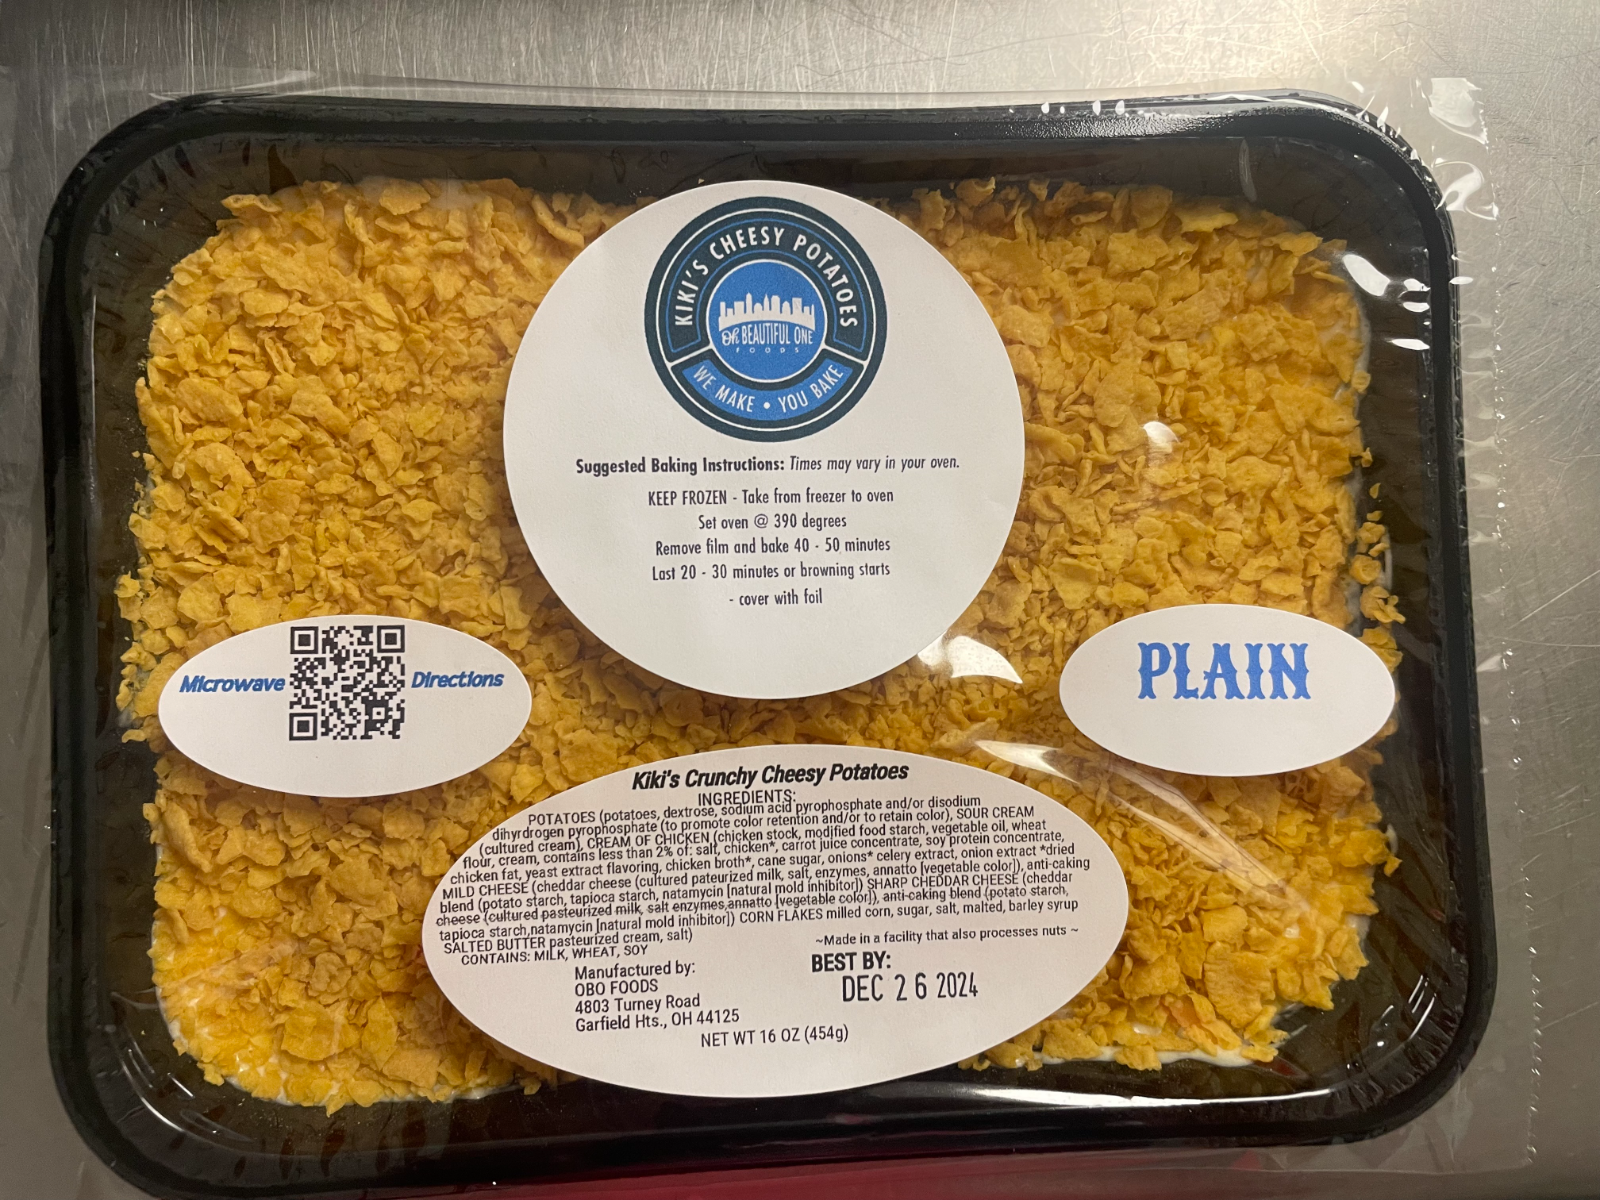 KIKI'S CHEESY POTATOES
Oh BEAUTIFUL ONE
FOODS
WE MAKE • YOU BAKE
Suggested Baking Instructions: Times may vary in your oven.
KEEP FROZEN - Take from freezer to oven
Set oven @ 390 degrees
Remove film and bake 40 - 50 minutes
Last 20 - 30 minutes or browning starts
- cover with foil
Microwave Directions
PLAIN
Kiki's Crunchy Cheesy Potatoes
INGREDIENTS:
POTATOES (potatoes, dextrose, sodium acid pyrophosphate and/or disodium
dihyrdrogen pyrophosphate (to promote color retention and/or to retain color), SOUR CREAM
(cultured cream), CREAM OF CHICKEN (chicken stock, modified food starch, vegetable oil, wheat
flour, cream, contains less than 2% of: salt, chicken*, carrot juice concentrate, soy protein concentrate,
chicken fat, yeast extract flavoring, chicken broth*, cane sugar, onions* celery extract, onion extract *dried
MILD CHEESE (cheddar cheese (cultured pateurized milk, salt, enzymes, annatto [vegetable color]), anti-caking
blend (potato starch, tapioca starch, natamycin [natural mold inhibitor]) SHARP CHEDDAR CHEESE (cheddar
cheese (cultured pasteurized milk, salt enzymes,annatto [vegetable color]), anti-caking blend (potato starch,
tapioca starch,natamycin [natural mold inhibitor]) CORN FLAKES milled corn, sugar, salt, malted, barley syrup
SALTED BUTTER pasteurized cream, salt)
CONTAINS: MILK, WHEAT, SOY
~Made in a facility that also processes nuts ~
Manufactured by:
OBO FOODS
4803 Turney Road
Garfield Hts., OH 44125
BEST BY:
DEC 26 2024
NET WT 16 OZ (454g)